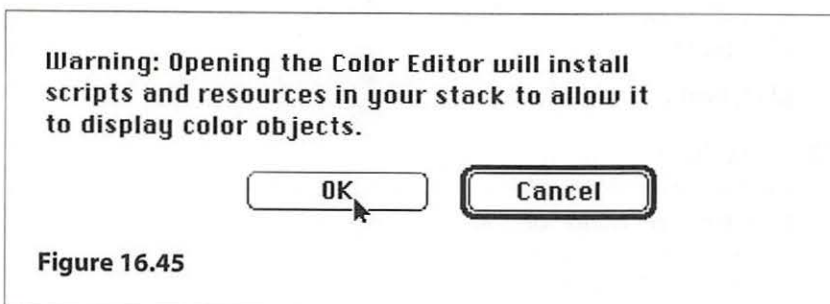 Warning: Opening the Color Editor will install
scripts and resources in your stack to allow it
to display color objects.
OK
Cancel
Figure 16.45